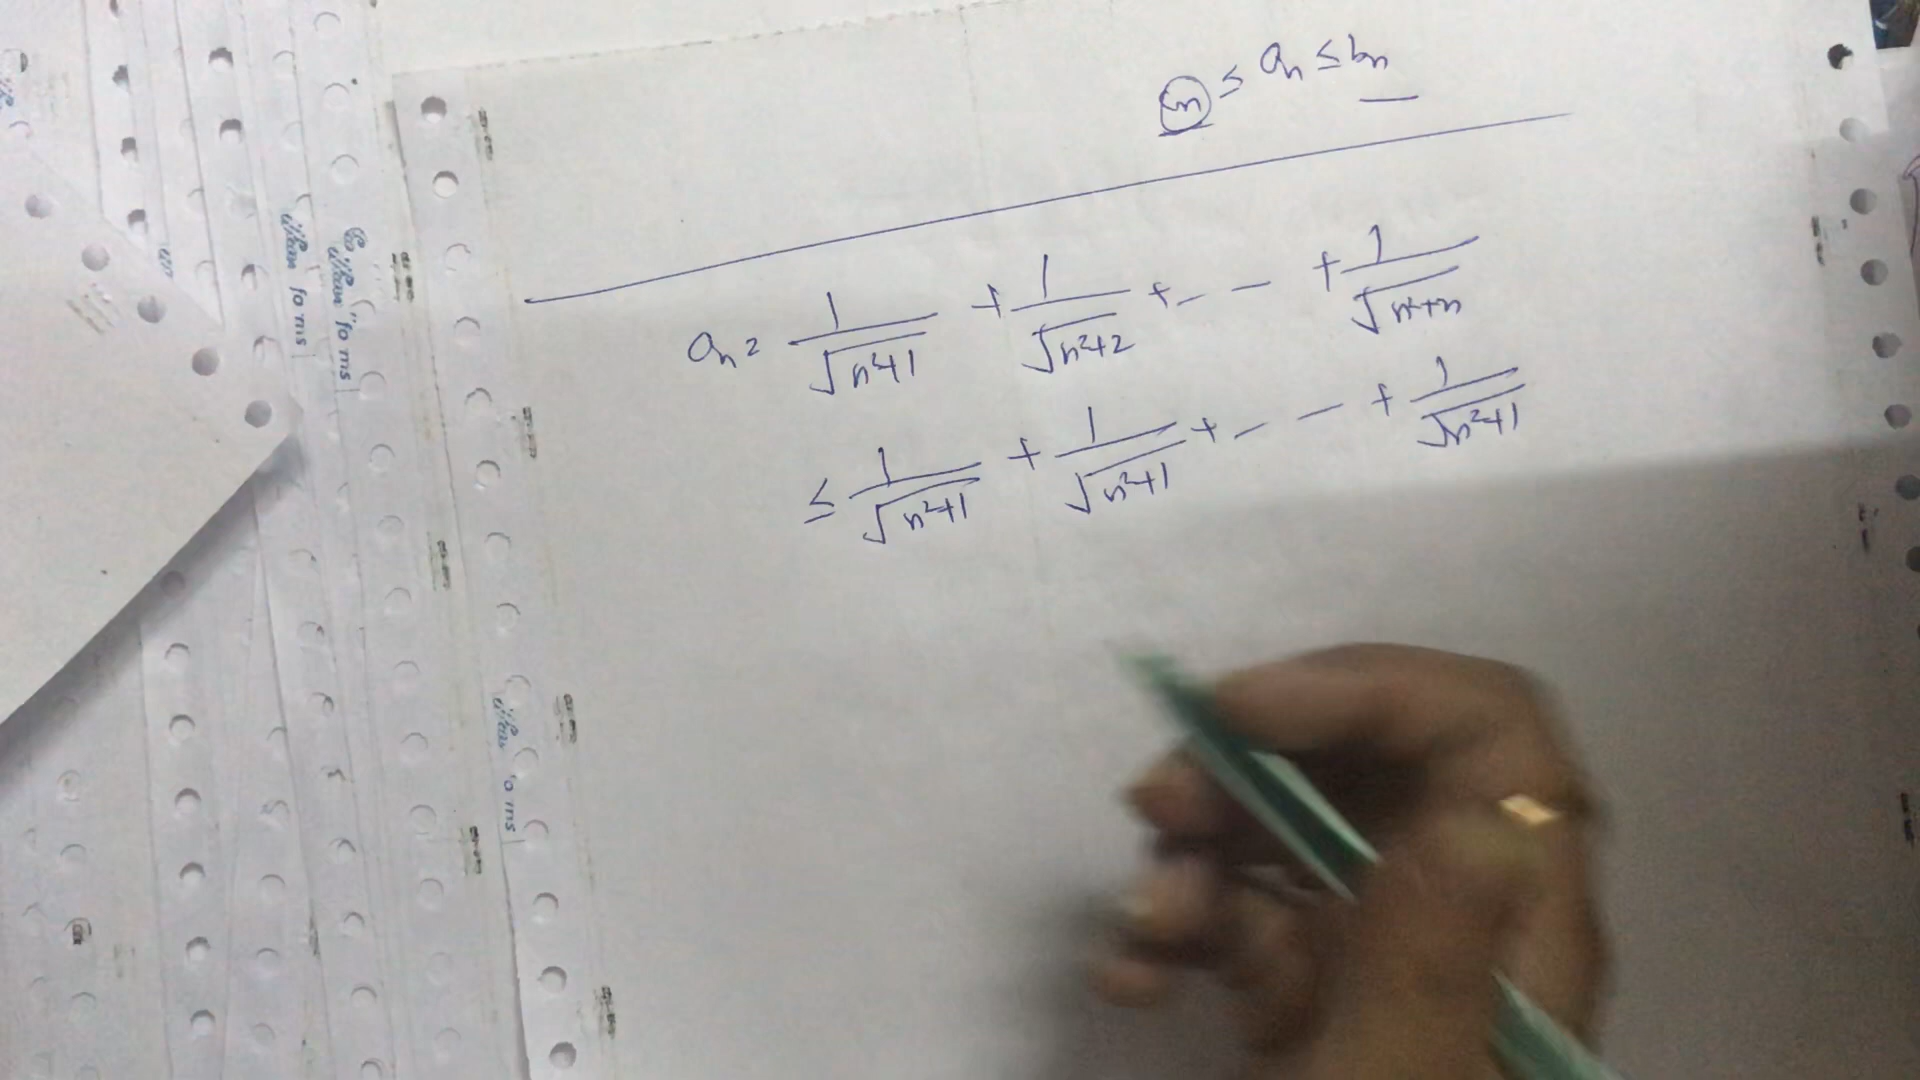 cn ≤ an ≤ bn
an = 1/√(n²+1) + 1/√(n²+2) + - - + 1/√(n²+n)
≤ 1/√(n²+1) + 1/√(n²+1) + - - + 1/√(n²+1)